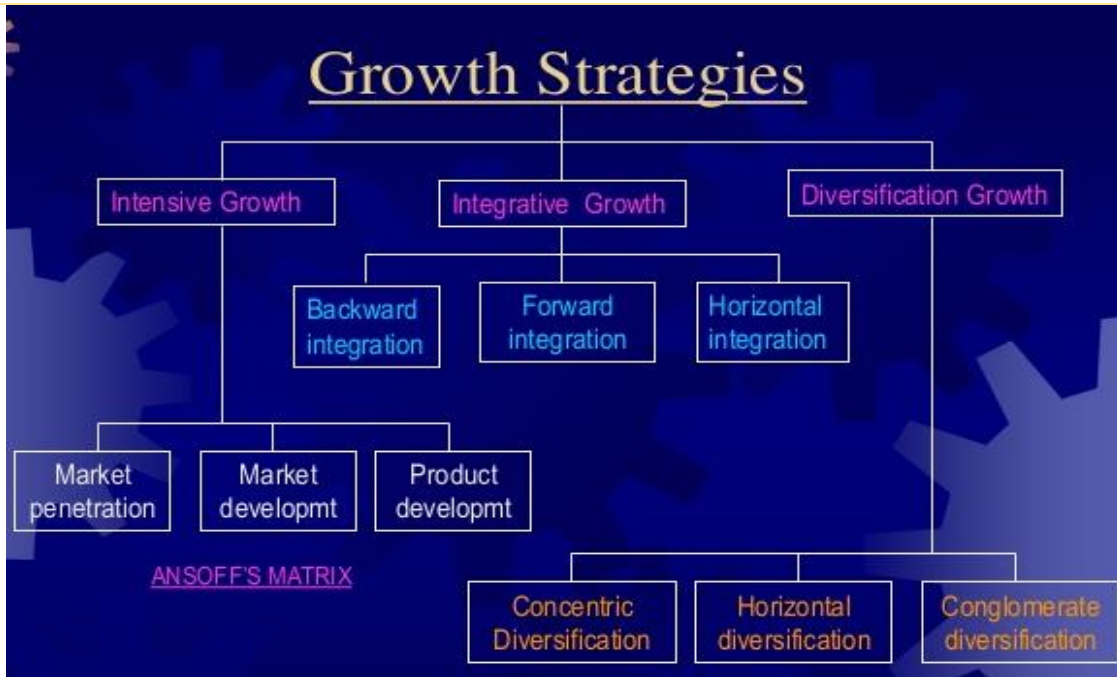 Growth Strategies
Intensive Growth
Integrative Growth
Diversification Growth
Backward
integration
Forward
integration
Horizontal
integration
Market
penetration
Market
developmt
Product
developmt
ANSOFF'S MATRIX
Concentric
Diversification
Horizontal
diversification
Conglomerate
diversification